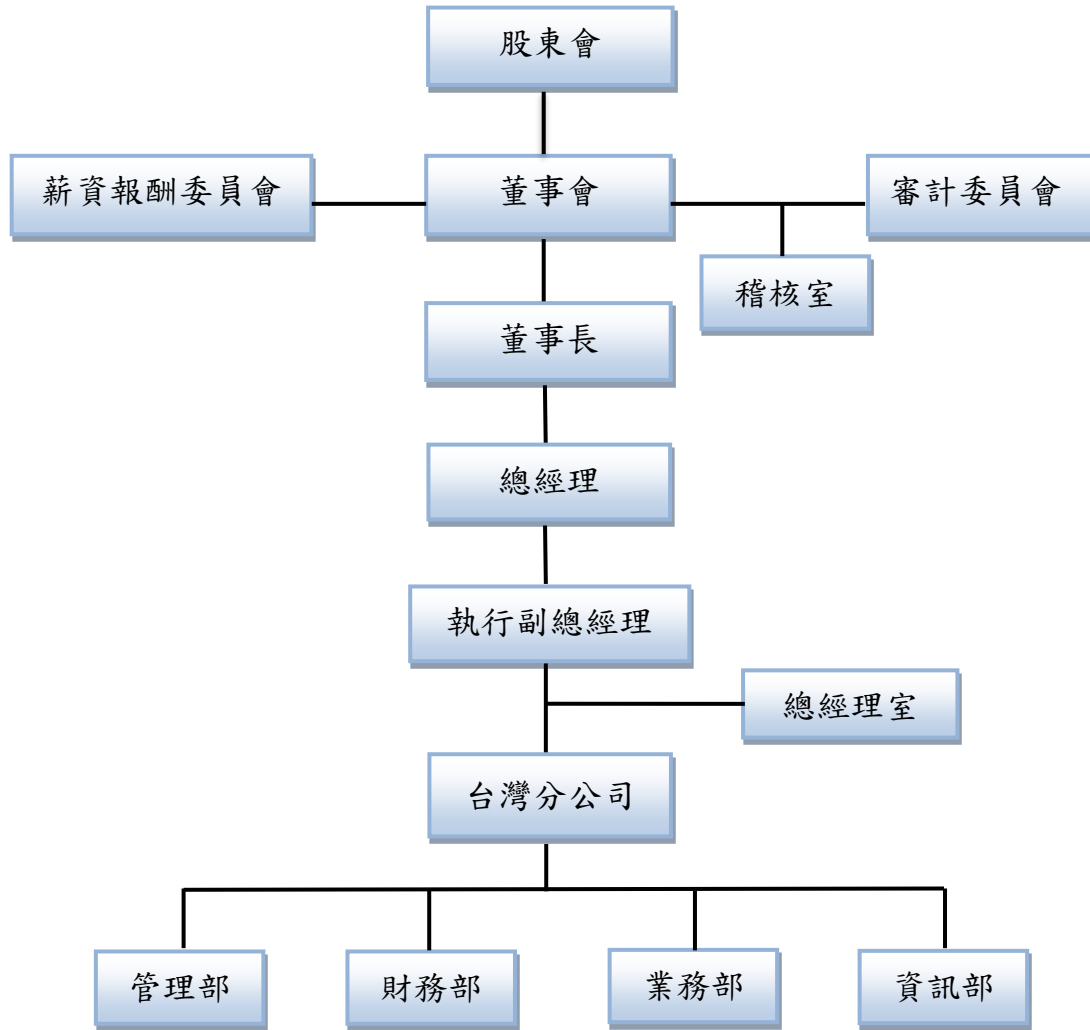 股東會
薪資報酬委員會
董事會
審計委員會
稽核室
董事長
總經理
執行副總經理
總經理室
台灣分公司
管理部
財務部
業務部
資訊部